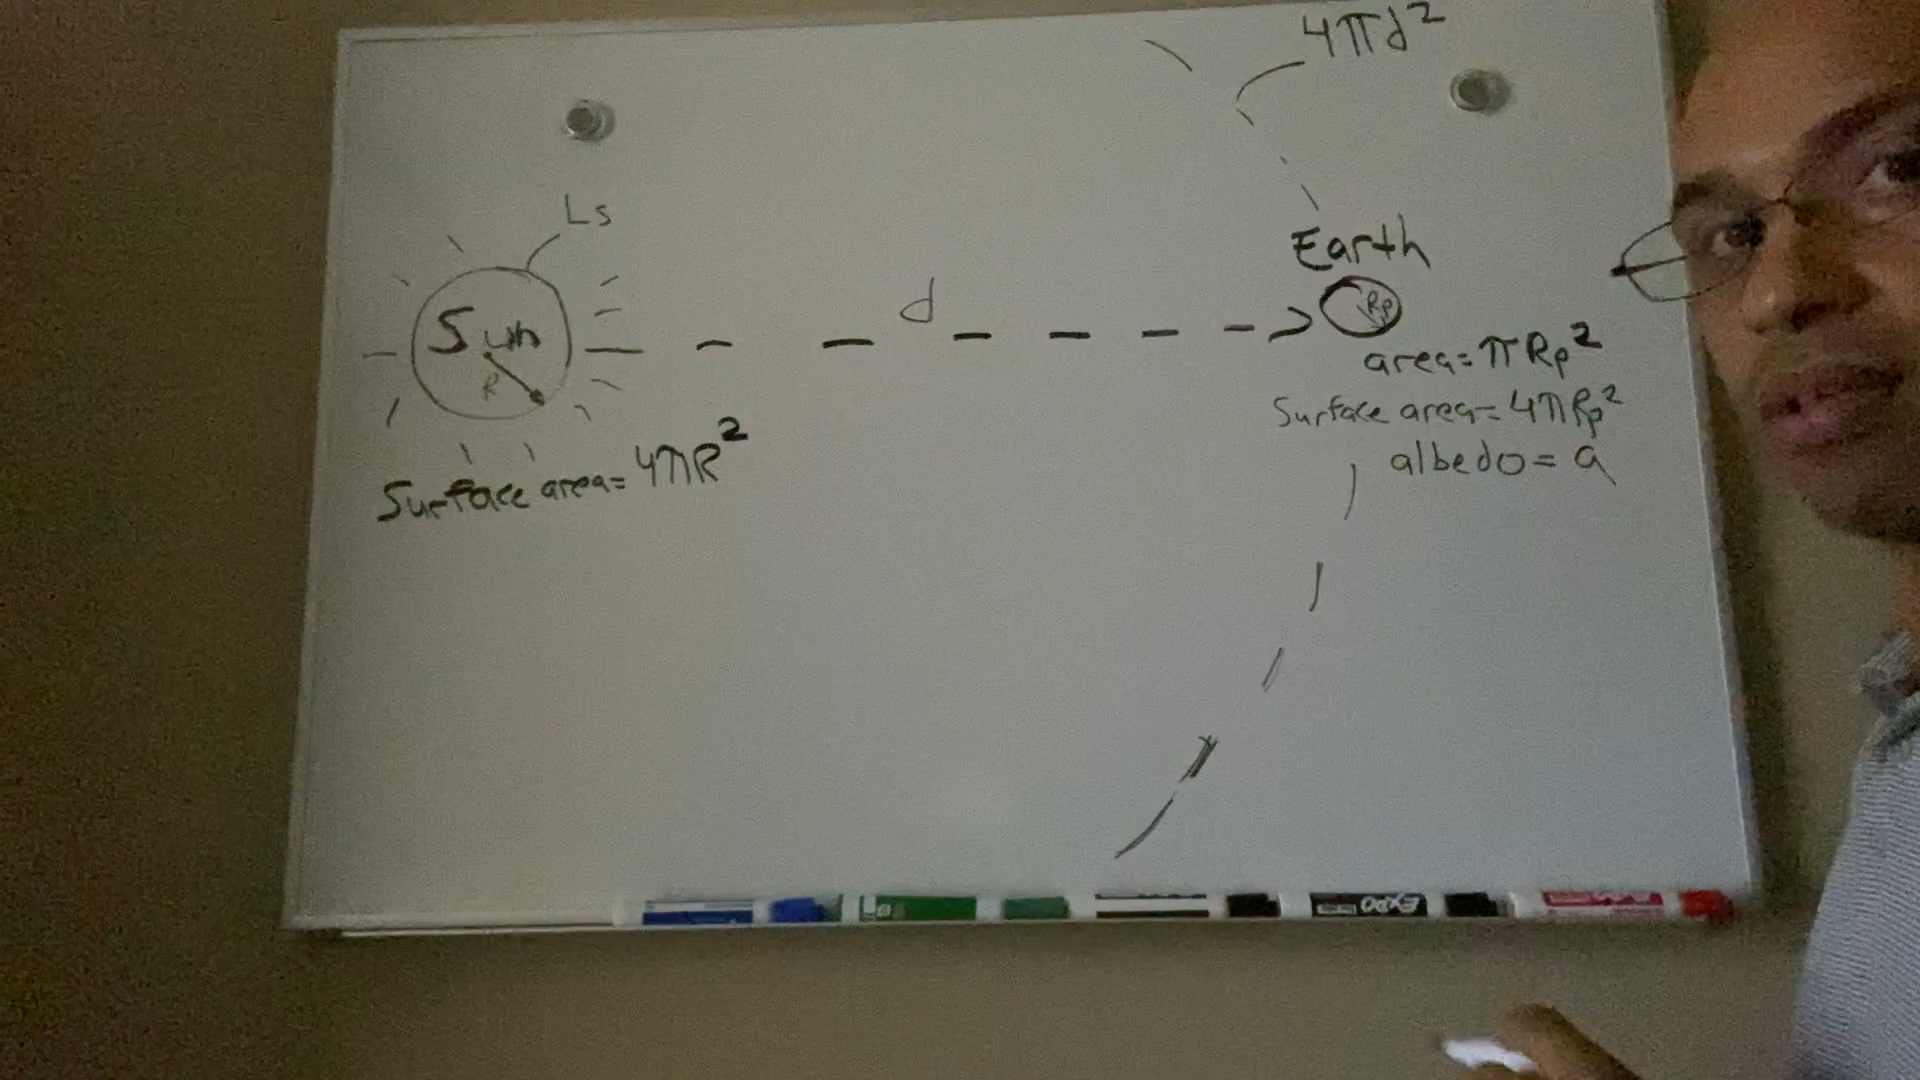 4πd²
Ls
Sun
R
Surface area= 4πR²
d
Earth
Rp
area= πRp²
Surface area= 4πRp²
albedo= a
EXPO